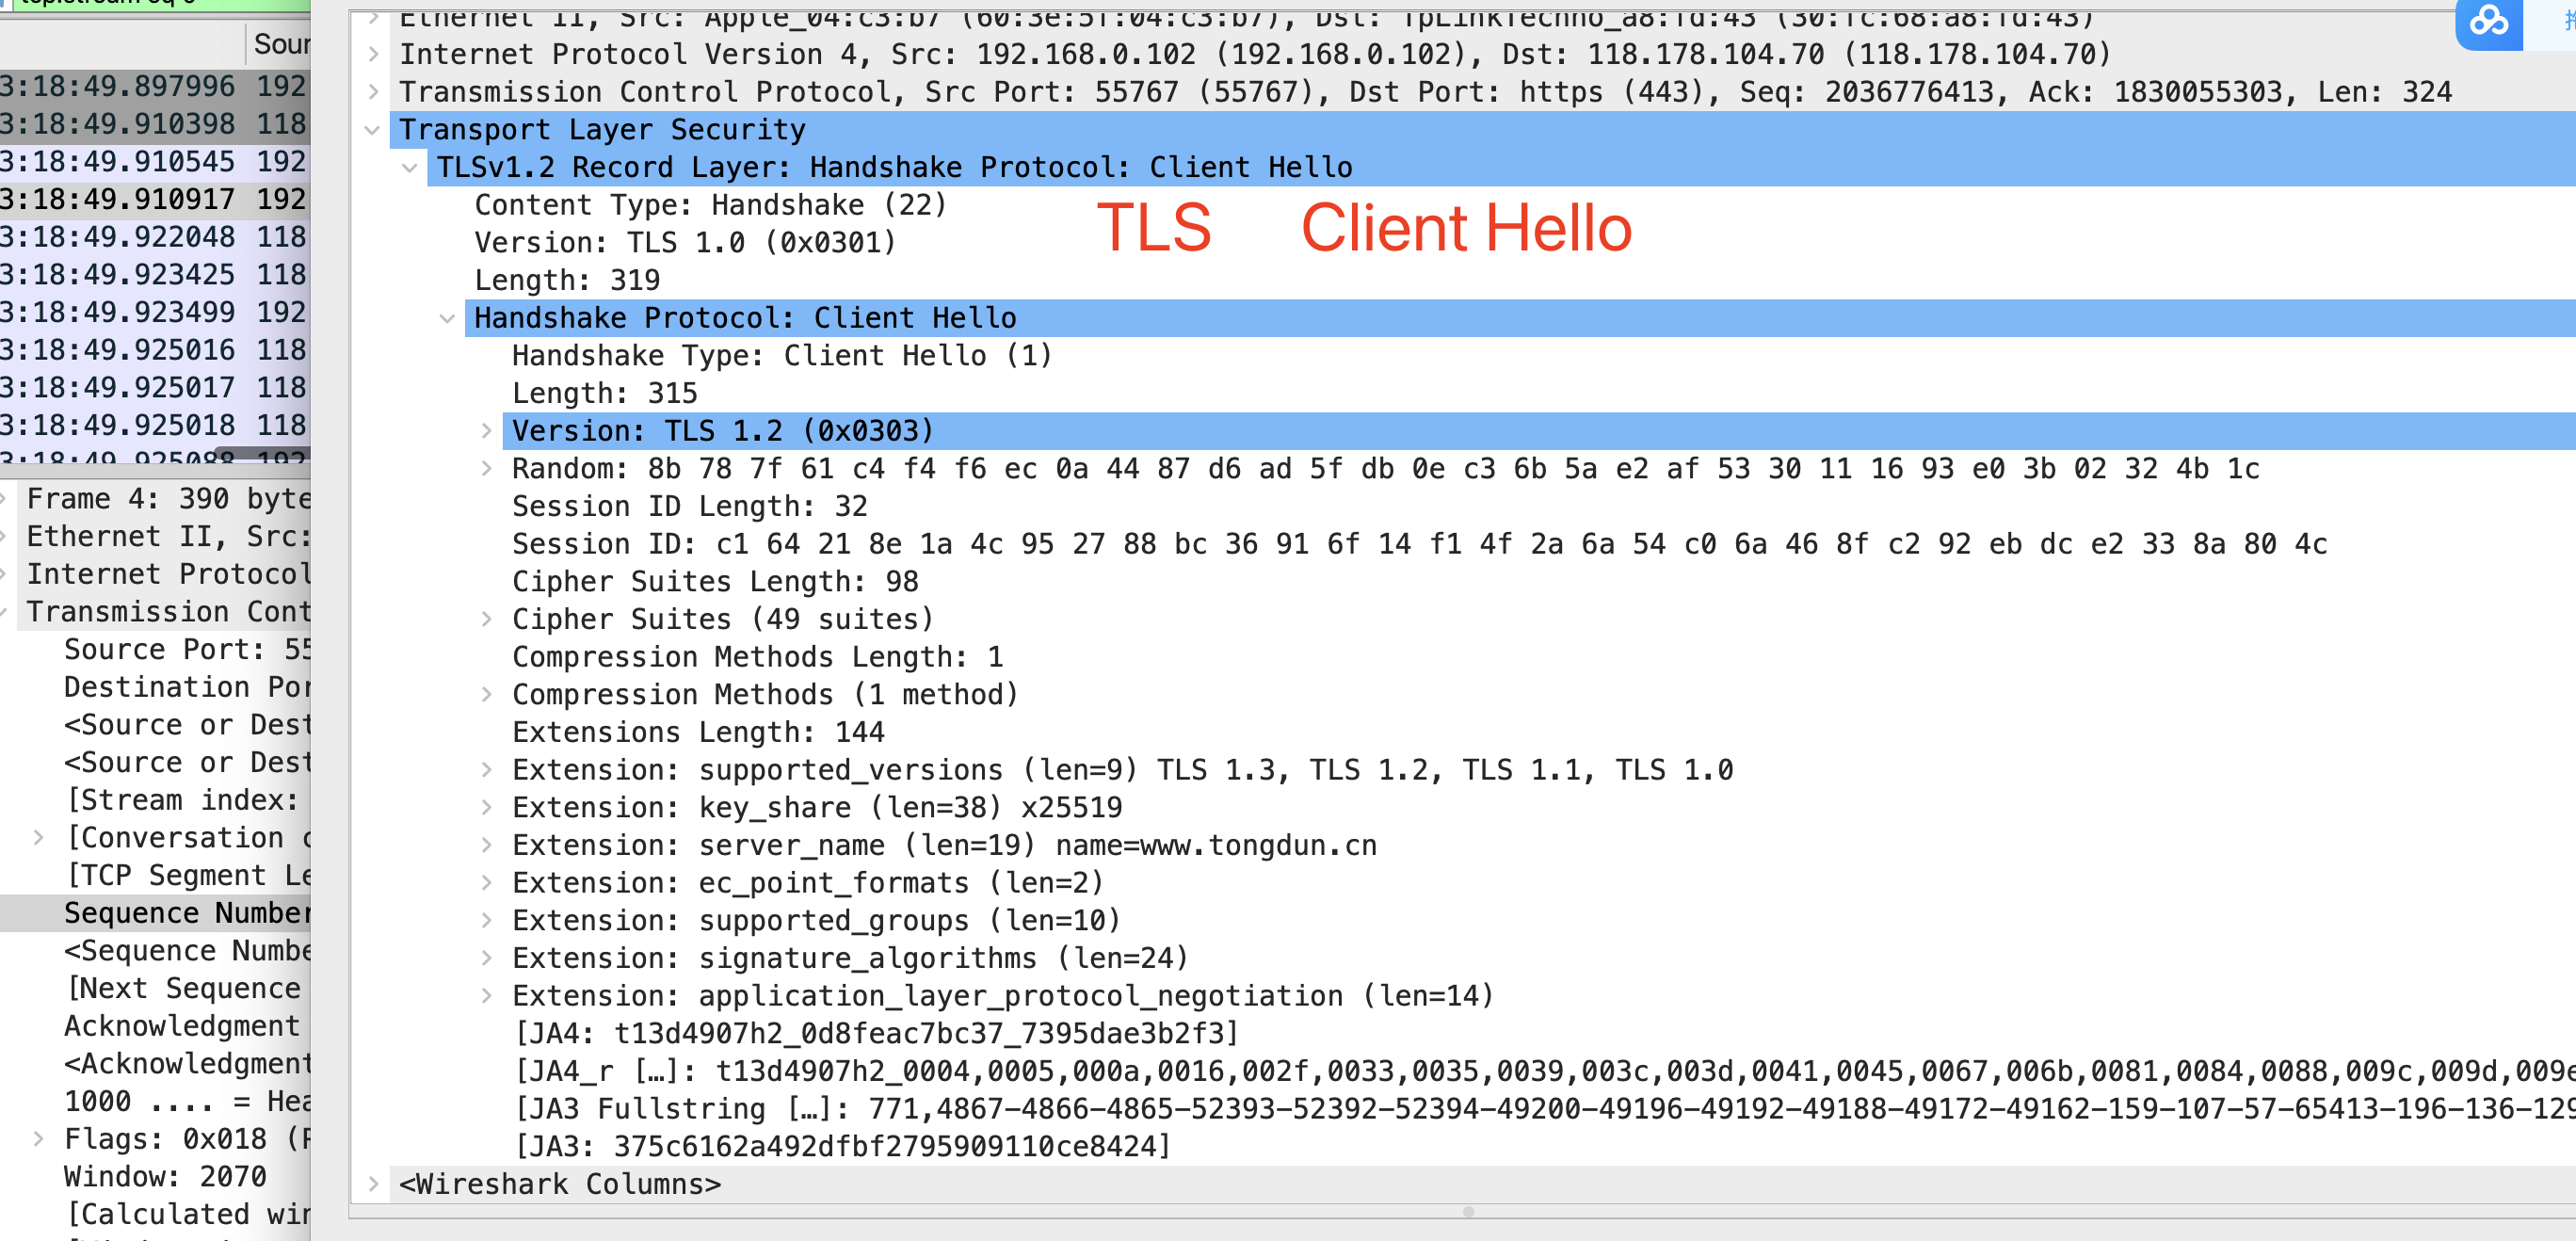 Sour
3:18:49.897996 192
3:18:49.910398 118
3:18:49.910545 192
3:18:49.910917 192
3:18:49.922048 118
3:18:49.923425 118
3:18:49.923499 192
3:18:49.925016 118
3:18:49.925017 118
3:18:49.925018 118
3:18:49.925088 192
Frame 4: 390 byte
Ethernet II, Src:
Internet Protocol
Transmission Cont
Source Port: 55
Destination Por
<Source or Dest
<Source or Dest
[Stream index:
[Conversation c
[TCP Segment Le
Sequence Number
<Sequence Numbe
[Next Sequence
Acknowledgment
<Acknowledgment
1000 .... = Hea
Flags: 0x018 (P
Window: 2070
[Calculated win
Ethernet II, Src: Apple_04:c3:b7 (60:3e:5f:04:c3:b7), Dst: TpLinkTechno_a8:fd:43 (30:fc:68:a8:fd:43)
Internet Protocol Version 4, Src: 192.168.0.102 (192.168.0.102), Dst: 118.178.104.70 (118.178.104.70)
Transmission Control Protocol, Src Port: 55767 (55767), Dst Port: https (443), Seq: 2036776413, Ack: 1830055303, Len: 324
Transport Layer Security
TLSv1.2 Record Layer: Handshake Protocol: Client Hello
Content Type: Handshake (22)
TLS Client Hello
Version: TLS 1.0 (0x0301)
Length: 319
Handshake Protocol: Client Hello
Handshake Type: Client Hello (1)
Length: 315
Version: TLS 1.2 (0x0303)
Random: 8b 78 7f 61 c4 f4 f6 ec 0a 44 87 d6 ad 5f db 0e c3 6b 5a e2 af 53 30 11 16 93 e0 3b 02 32 4b 1c
Session ID Length: 32
Session ID: c1 64 21 8e 1a 4c 95 27 88 bc 36 91 6f 14 f1 4f 2a 6a 54 c0 6a 46 8f c2 92 eb dc e2 33 8a 80 4c
Cipher Suites Length: 98
Cipher Suites (49 suites)
Compression Methods Length: 1
Compression Methods (1 method)
Extensions Length: 144
Extension: supported_versions (len=9) TLS 1.3, TLS 1.2, TLS 1.1, TLS 1.0
Extension: key_share (len=38) x25519
Extension: server_name (len=19) name=www.tongdun.cn
Extension: ec_point_formats (len=2)
Extension: supported_groups (len=10)
Extension: signature_algorithms (len=24)
Extension: application_layer_protocol_negotiation (len=14)
[JA4: t13d4907h2_0d8feac7bc37_7395dae3b2f3]
[JA4_r […]: t13d4907h2_0004,0005,000a,0016,002f,0033,0035,0039,003c,003d,0041,0045,0067,006b,0081,0084,0088,009c,009d,009e
[JA3 Fullstring […]: 771,4867-4866-4865-52393-52392-52394-49200-49196-49192-49188-49172-49162-159-107-57-65413-196-136-129
[JA3: 375c6162a492dfbf2795909110ce8424]
<Wireshark Columns>